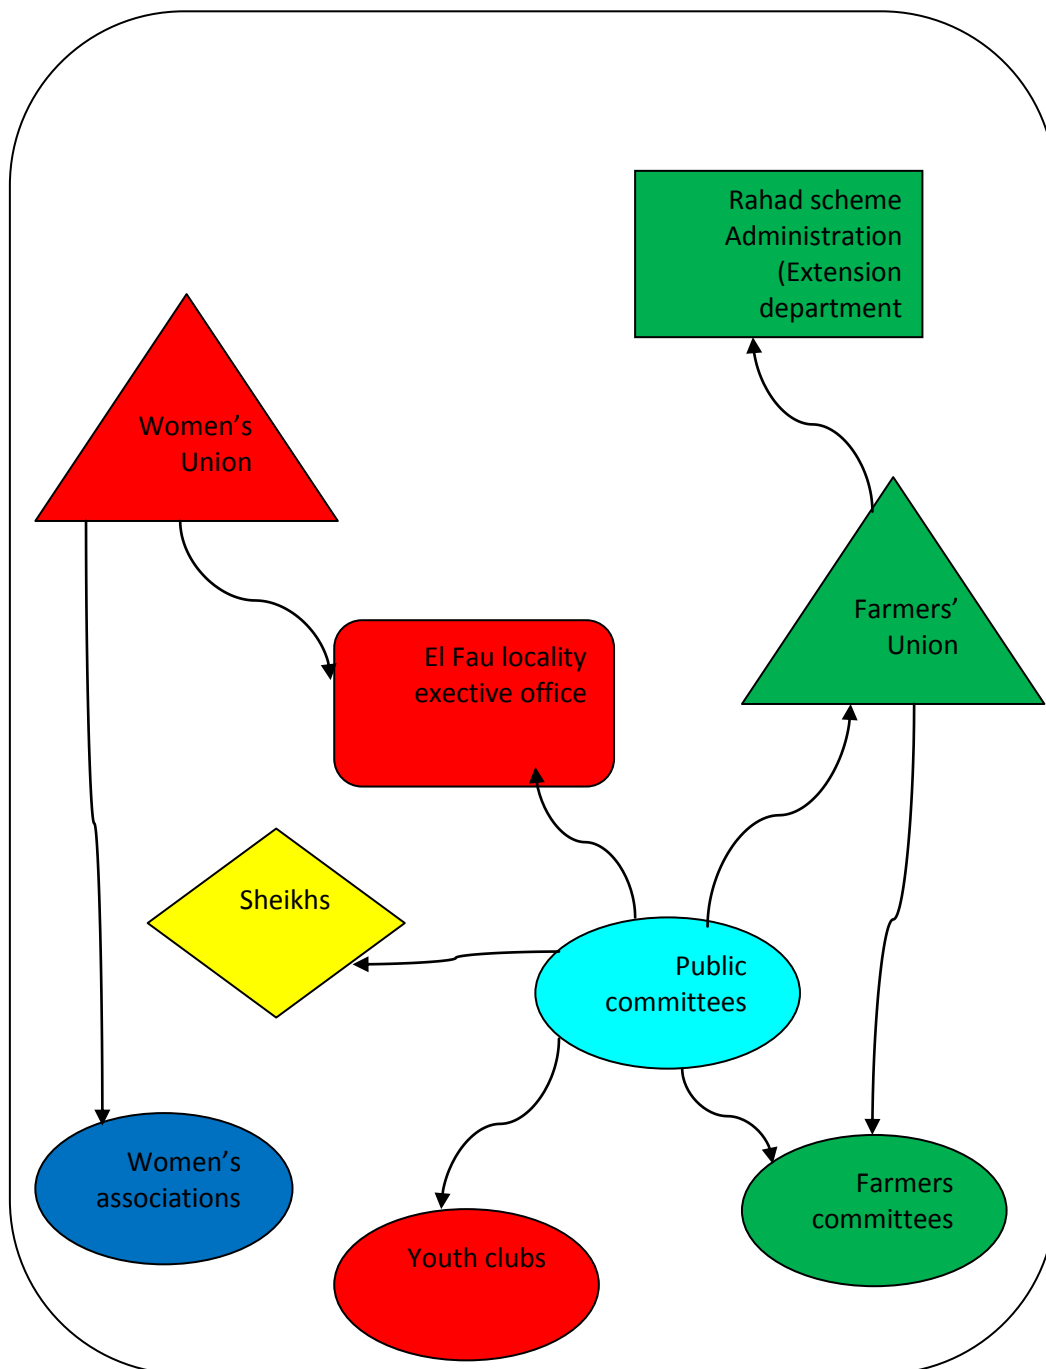 Rahad scheme
Administration
(Extension
department
Women’s
Union
Farmers’
Union
El Fau locality
exective office
Sheikhs
Public
committees
Women’s
associations
Farmers
committees
Youth clubs